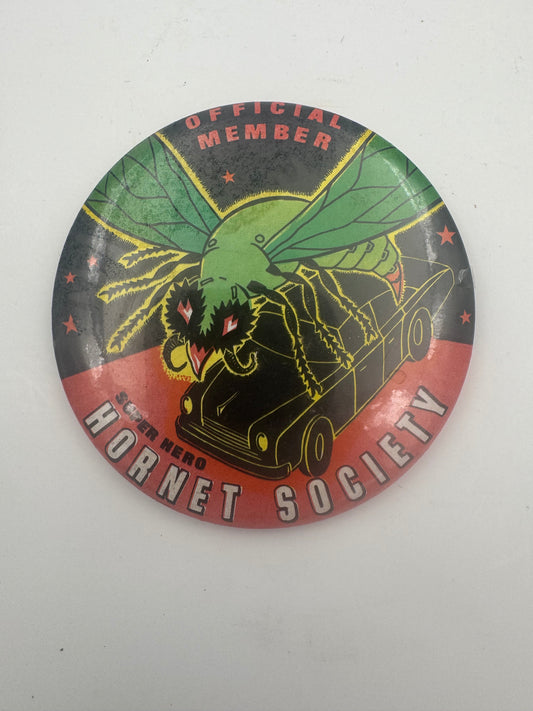 OFFICIAL
MEMBER
SUPER HERO
HORNET SOCIETY